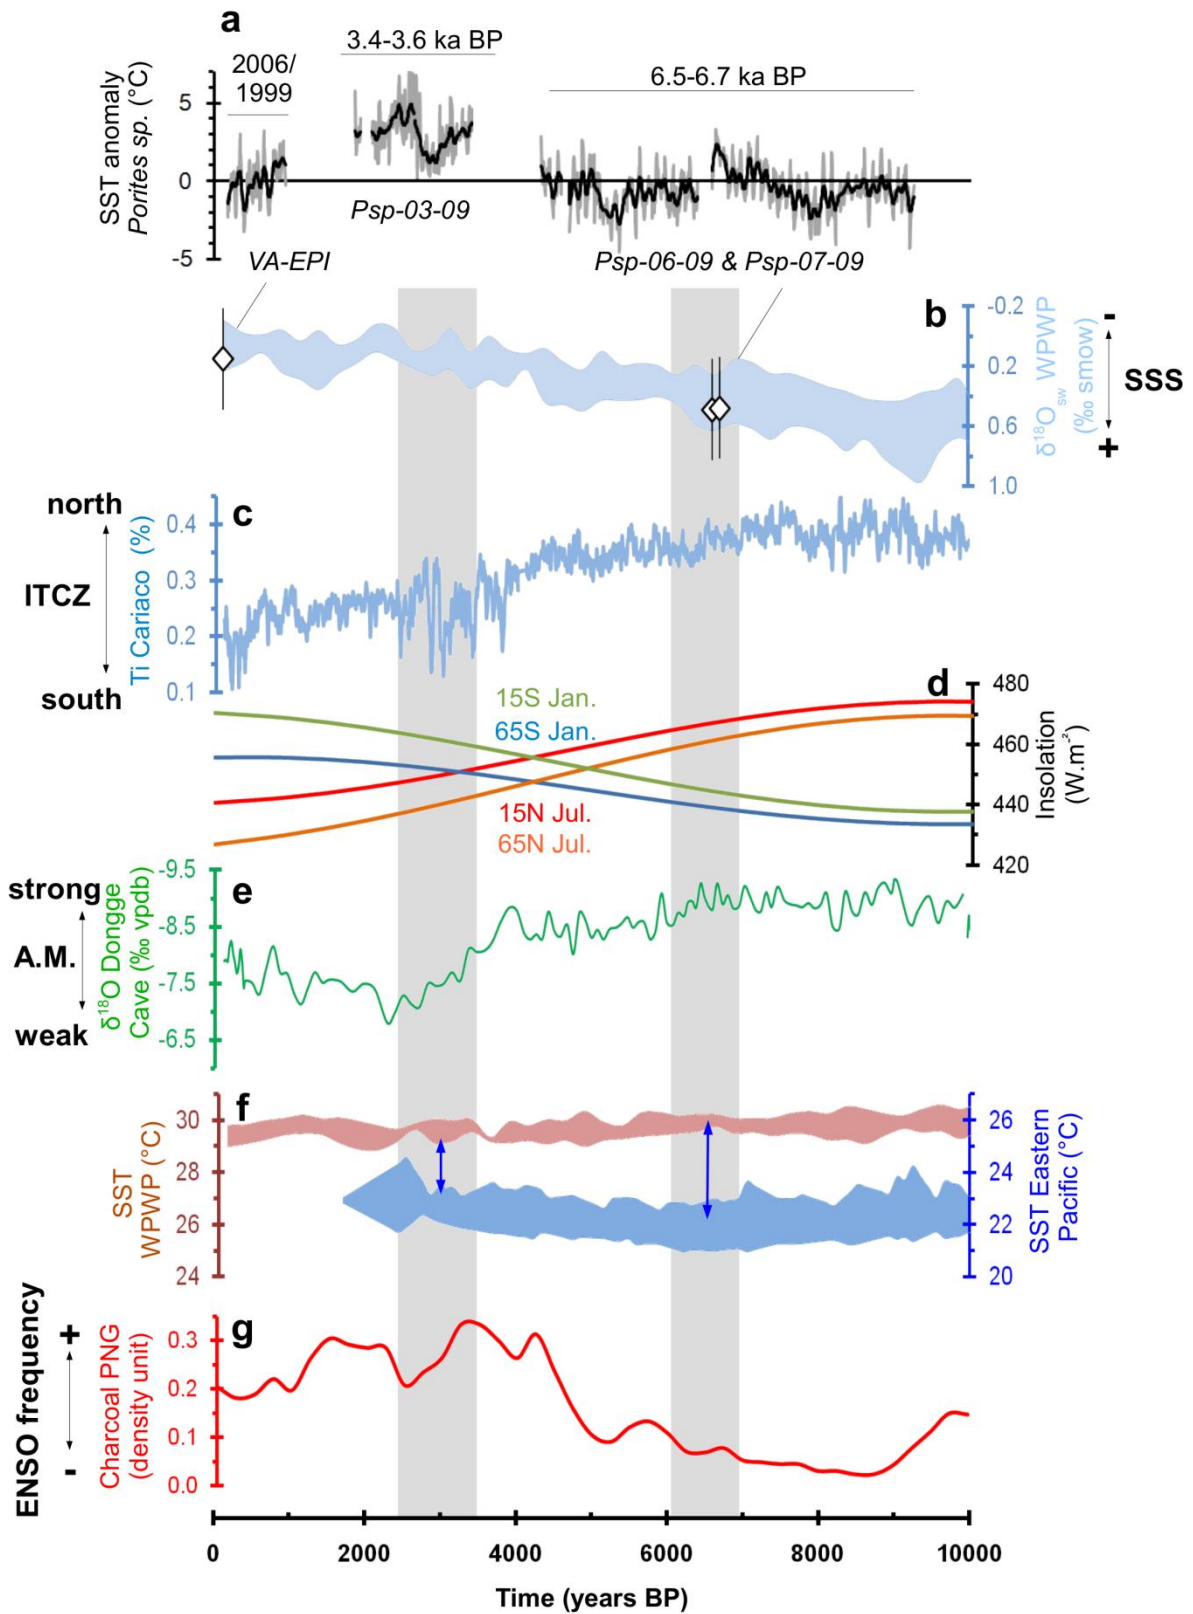 a
3.4-3.6 ka BP
2006/
1999
6.5-6.7 ka BP
SST anomaly
Porites sp. (°C)
5
0
-5
Psp-03-09
VA-EPI
Psp-06-09 & Psp-07-09
b
-0.2
0.2
0.6
1.0
δ18Osw WPWP
(‰ smow)
-
SSS
+
north
ITCZ
south
Ti Cariaco (%)
c
0.4
0.3
0.2
0.1
d
15S Jan.
65S Jan.
15N Jul.
65N Jul.
480
460
440
420
Insolation
(W.m-²)
strong
A.M.
weak
δ18O Dongge
Cave (‰ vpdb)
e
-9.5
-8.5
-7.5
-6.5
f
SST
WPWP (°C)
30
28
26
24
26
24
22
20
SST Eastern
Pacific (°C)
g
ENSO frequency
+
-
Charcoal PNG
(density unit)
0.3
0.2
0.1
0.0
0 2000 4000 6000 8000 10000
Time (years BP)